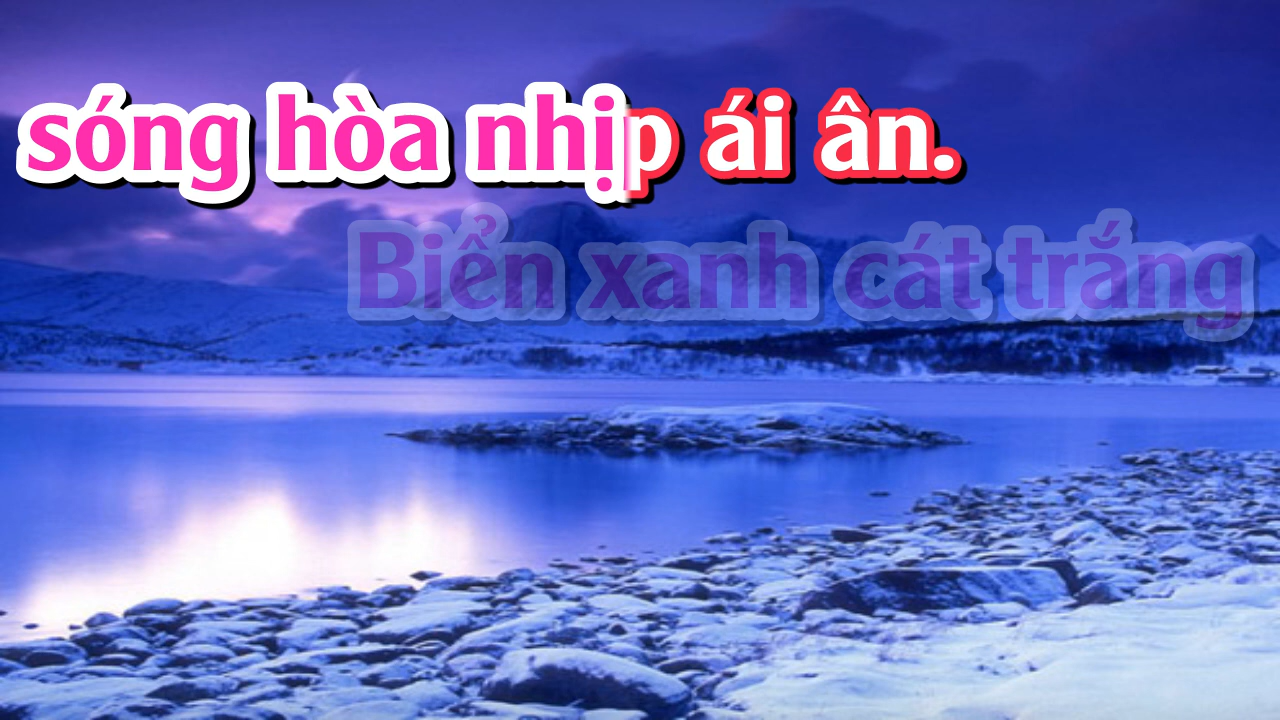 sóng hòa nhịp ái ân.
Biển xanh cát trắng